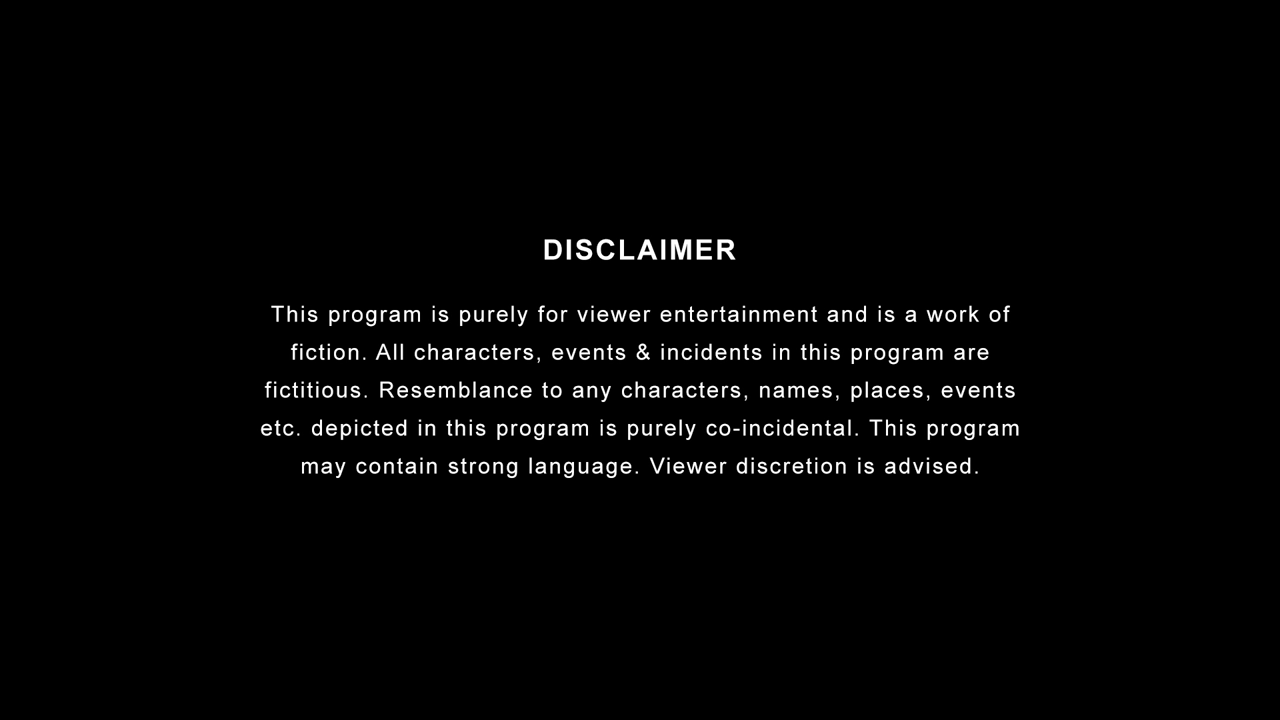 DISCLAIMER
This program is purely for viewer entertainment and is a work of
fiction. All characters, events & incidents in this program are
fictitious. Resemblance to any characters, names, places, events
etc. depicted in this program is purely co-incidental. This program
may contain strong language. Viewer discretion is advised.